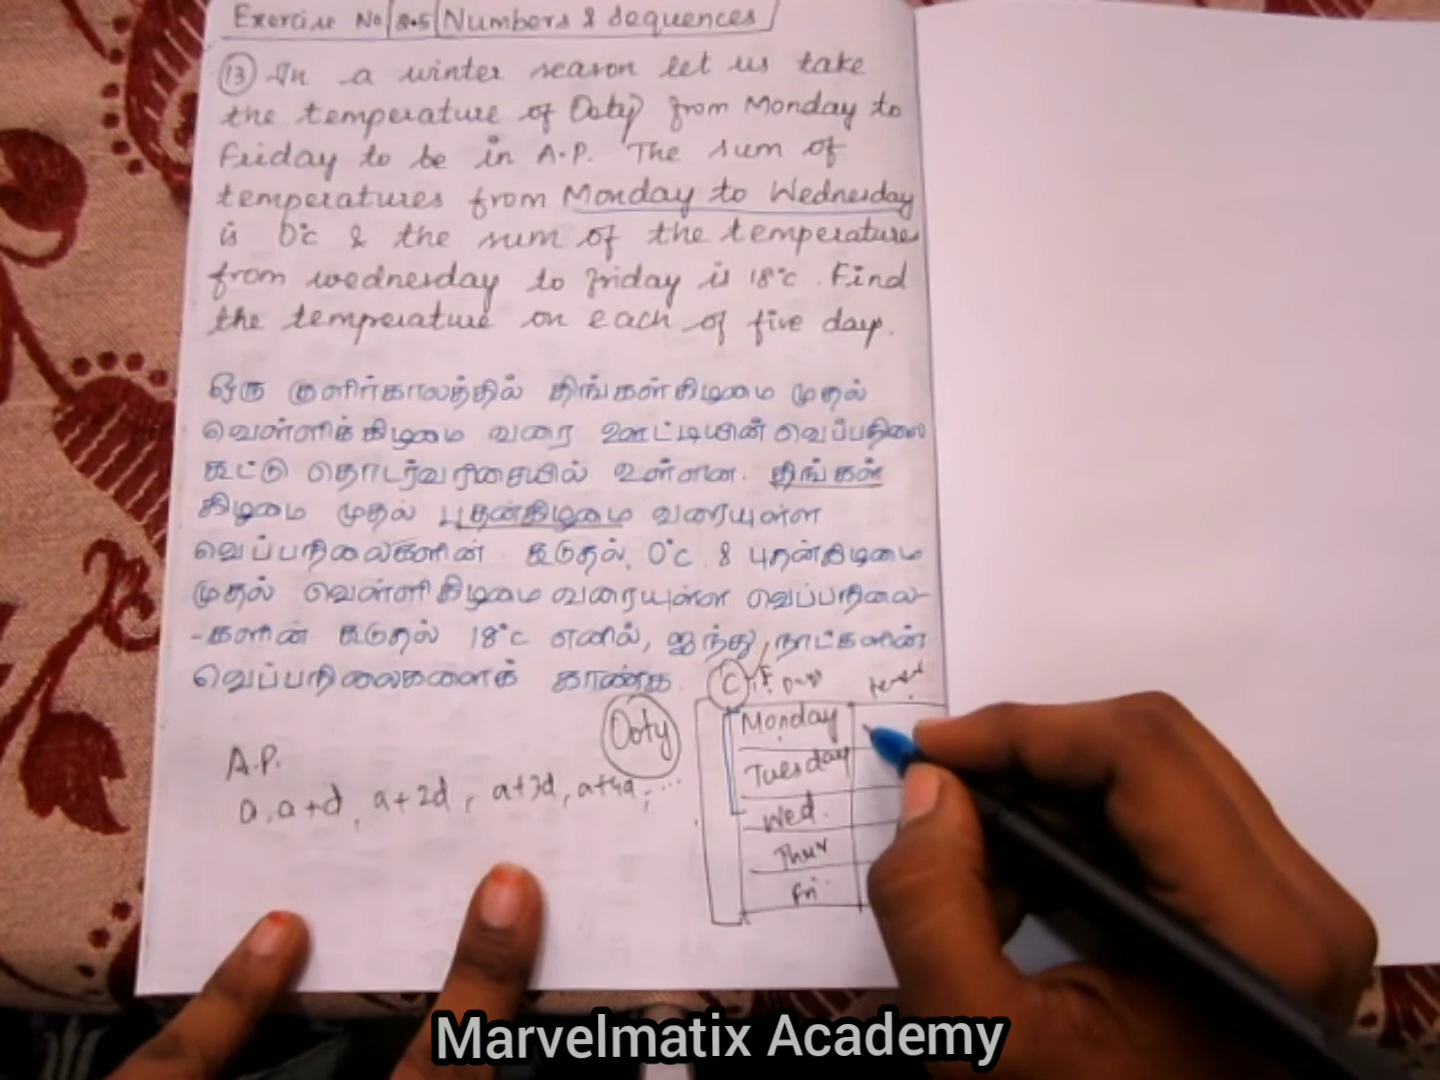 Exercise No 2.5 Numbers & Sequences
13 In a winter season let us take
the temperature of Ooty from Monday to
Friday to be in A.P. The sum of
temperatures from Monday to Wednesday
is 0°c & the sum of the temperatures
from wednesday to friday is 18°c. Find
the temperature on each of five days.
ஒரு குளிர்காலத்தில் திங்கள்கிழமை முதல்
வெள்ளிக்கிழமை வரை ஊட்டியின் வெப்பநிலை
கூட்டு தொடர்வரிசையில் உள்ளன. திங்கள்
கிழமை முதல் புதன்கிழமை வரையுள்ள
வெப்பநிலைகளின் கூடுதல் 0°c & புதன்கிழமை
முதல் வெள்ளிகிழமை வரையுள்ள வெப்பநிலை-
-களின் கூடுதல் 18°c எனில், ஐந்து நாட்களின்
வெப்பநிலைகளைக் காண்க.
C
Days
Ooty
Monday
Tuesday
Wed.
Thur
Fri
A.P.
a, a+d, a+2d, a+3d, a+4d, ...
Marvelmatix Academy